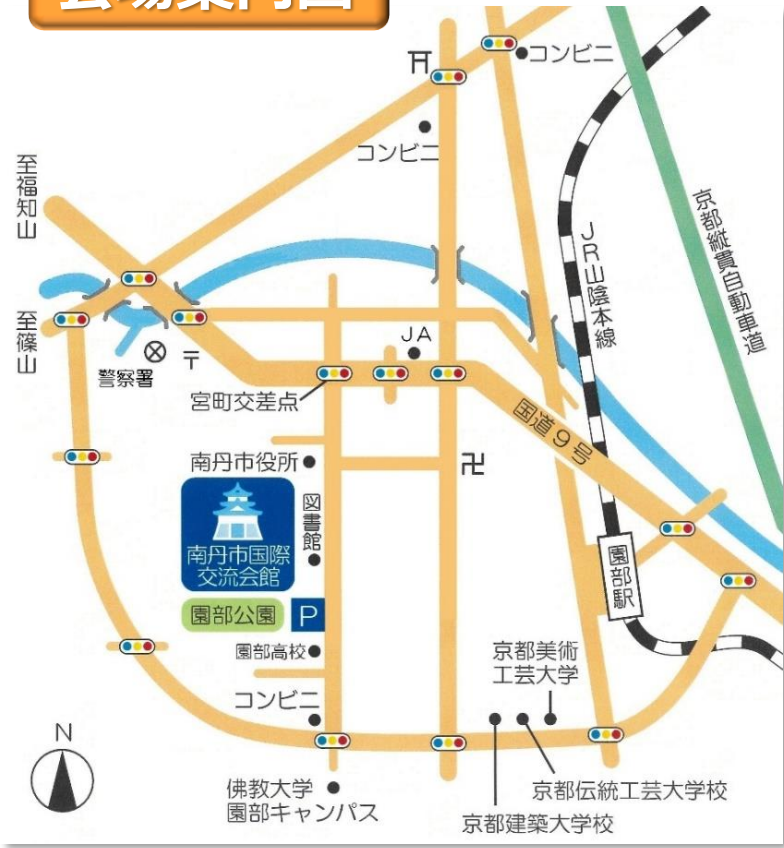 会場案内図
コンビニ
コンビニ
至福知山
京都縦貫自動車道
JR山陰本線
至篠山
JA
警察署
宮町交差点
国道9号
南丹市役所
図書館
南丹市国際
交流会館
園部駅
園部公園
P
園部高校
京都美術
工芸大学
コンビニ
N
京都伝統工芸大学校
佛教大学
園部キャンパス
京都建築大学校